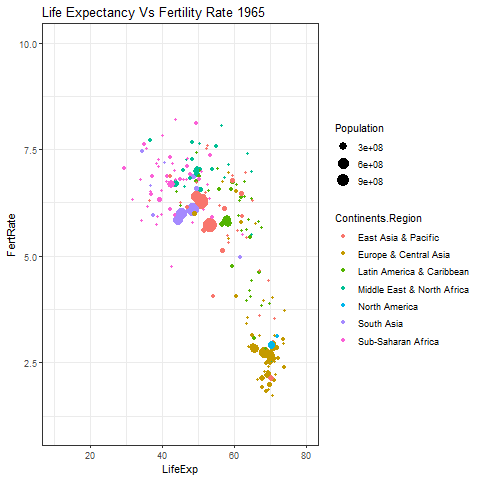 Life Expectancy Vs Fertility Rate 1965
10.0
7.5
5.0
2.5
FertRate
20
40
60
80
LifeExp
Population
3e+08
6e+08
9e+08
Continents.Region
East Asia & Pacific
Europe & Central Asia
Latin America & Caribbean
Middle East & North Africa
North America
South Asia
Sub-Saharan Africa